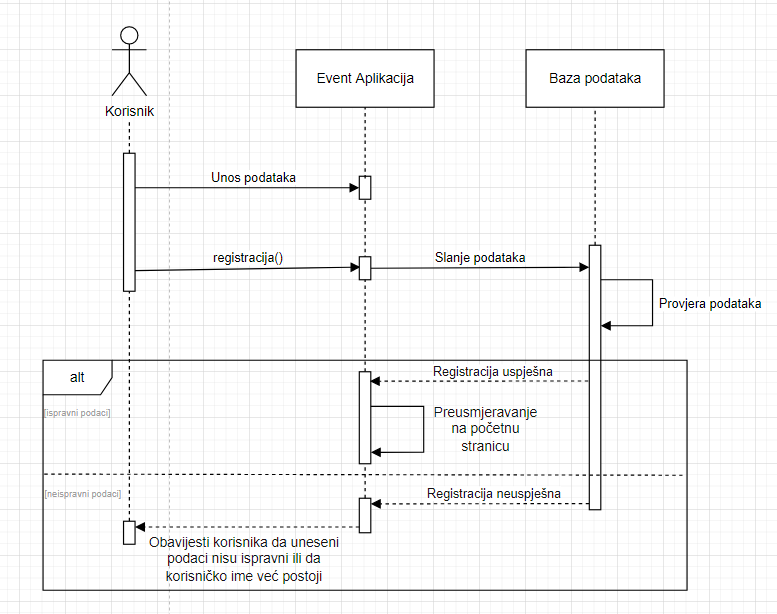 Korisnik
Event Aplikacija
Baza podataka
Unos podataka
registracija()
Slanje podataka
Provjera podataka
alt
[ispravni podaci]
Registracija uspješna
Preusmjeravanje
na početnu
stranicu
[neispravni podaci]
Registracija neuspješna
Obavijesti korisnika da uneseni
podaci nisu ispravni ili da
korisničko ime već postoji